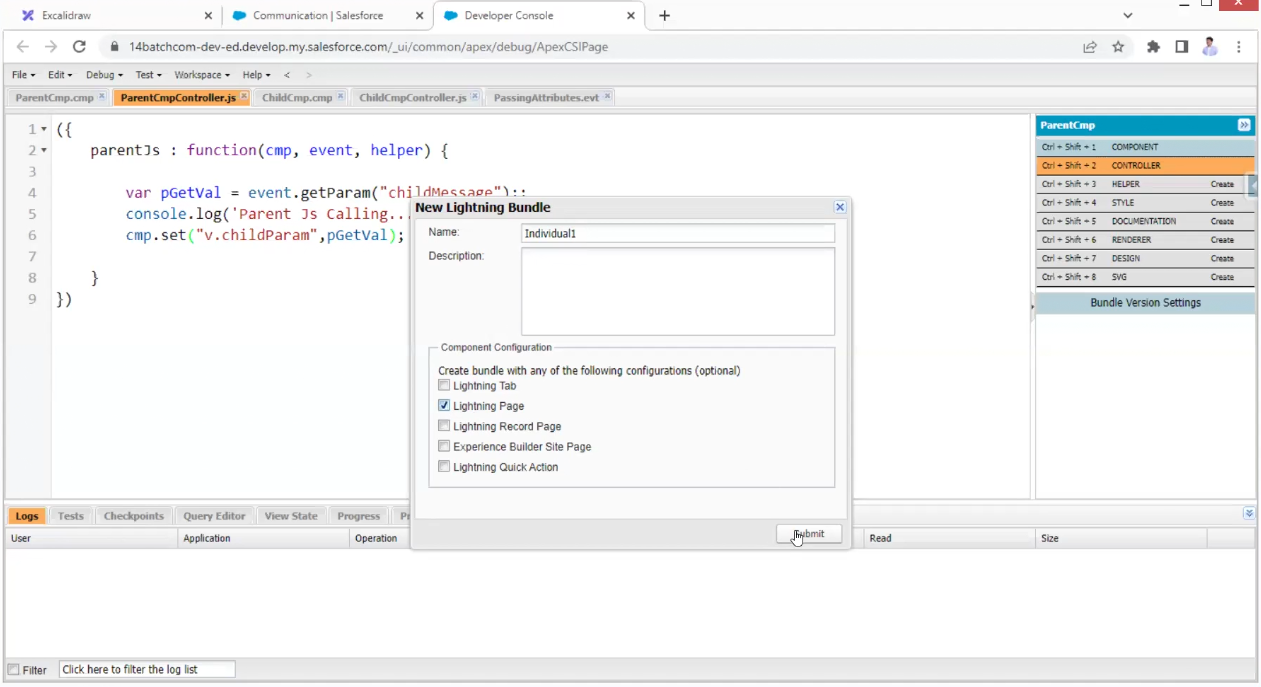 Excalidraw
Communication | Salesforce
Developer Console
14batchcom-dev-ed.develop.my.salesforce.com/_ui/common/apex/debug/ApexCSIPage
File Edit Debug Test Workspace Help < >
ParentCmp.cmp ParentCmpController.js ChildCmp.cmp ChildCmpController.js PassingAttributes.evt
1 ({
2 parentJs : function(cmp, event, helper) {
3
4 var pGetVal = event.getParam("childMessage");;
5 console.log('Parent Js Calling...
6 cmp.set("v.childParam",pGetVal);
7
8 }
9 })
New Lightning Bundle
Name: Individual1
Description:
Component Configuration
Create bundle with any of the following configurations (optional)
Lightning Tab
Lightning Page
Lightning Record Page
Experience Builder Site Page
Lightning Quick Action
ParentCmp
Ctrl + Shift + 1 COMPONENT
Ctrl + Shift + 2 CONTROLLER
Ctrl + Shift + 3 HELPER Create
Ctrl + Shift + 4 STYLE Create
Ctrl + Shift + 5 DOCUMENTATION Create
Ctrl + Shift + 6 RENDERER Create
Ctrl + Shift + 7 DESIGN Create
Ctrl + Shift + 8 SVG Create
Bundle Version Settings
Logs Tests Checkpoints Query Editor View State Progress
User Application Operation Read Size
Filter Click here to filter the log list